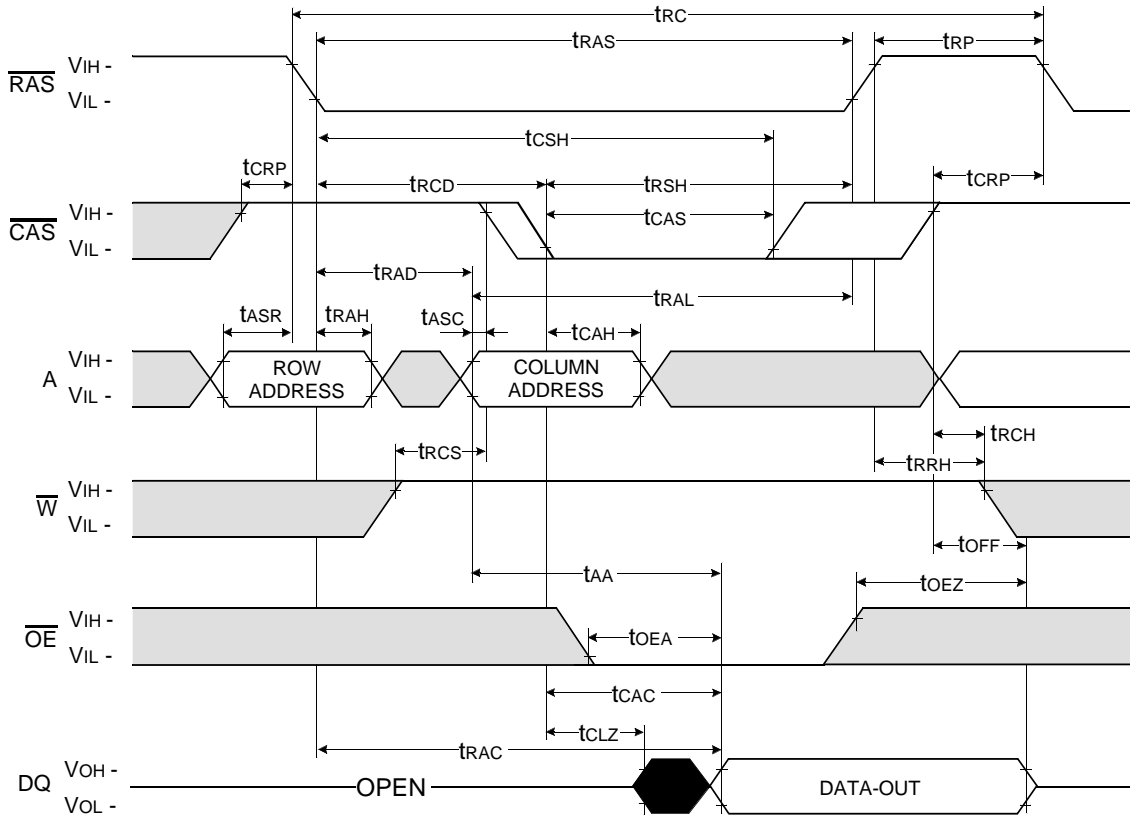 tRC
tRAS
tRP
RAS
VIH -
VIL -
tCSH
tCRP
tRCD
tRSH
tCRP
CAS
VIH -
VIL -
tCAS
tRAD
tRAL
tASR
tRAH
tASC
tCAH
A
VIH -
VIL -
ROW
ADDRESS
COLUMN
ADDRESS
tRCH
tRCS
tRRH
W
VIH -
VIL -
tOFF
tAA
tOEZ
OE
VIH -
VIL -
tOEA
tCAC
tCLZ
tRAC
DQ
VOH -
VOL -
OPEN
DATA-OUT